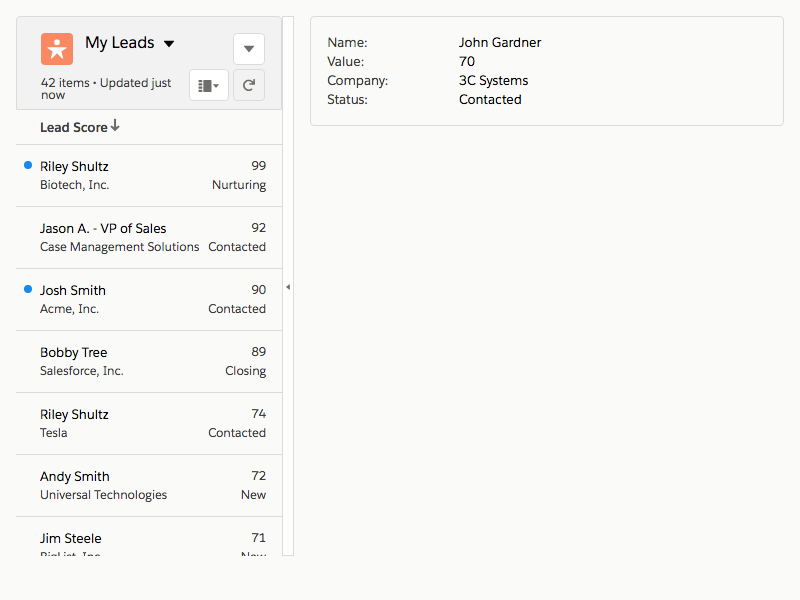 My Leads
42 items • Updated just
now
Lead Score
Riley Shultz 99
Biotech, Inc. Nurturing
Jason A. - VP of Sales 92
Case Management Solutions Contacted
Josh Smith 90
Acme, Inc. Contacted
Bobby Tree 89
Salesforce, Inc. Closing
Riley Shultz 74
Tesla Contacted
Andy Smith 72
Universal Technologies New
Jim Steele 71
BigList, Inc. New
Name: John Gardner
Value: 70
Company: 3C Systems
Status: Contacted